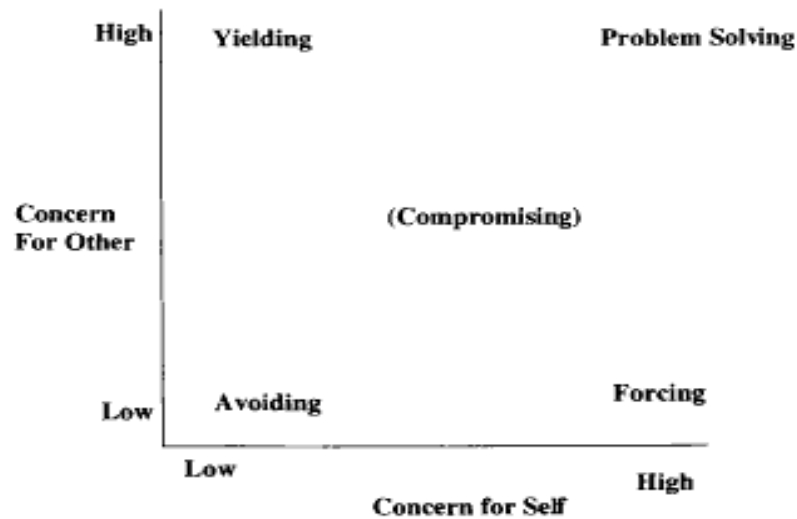 High
Yielding
Problem Solving
Concern
For Other
(Compromising)
Low
Avoiding
Forcing
Low
High
Concern for Self